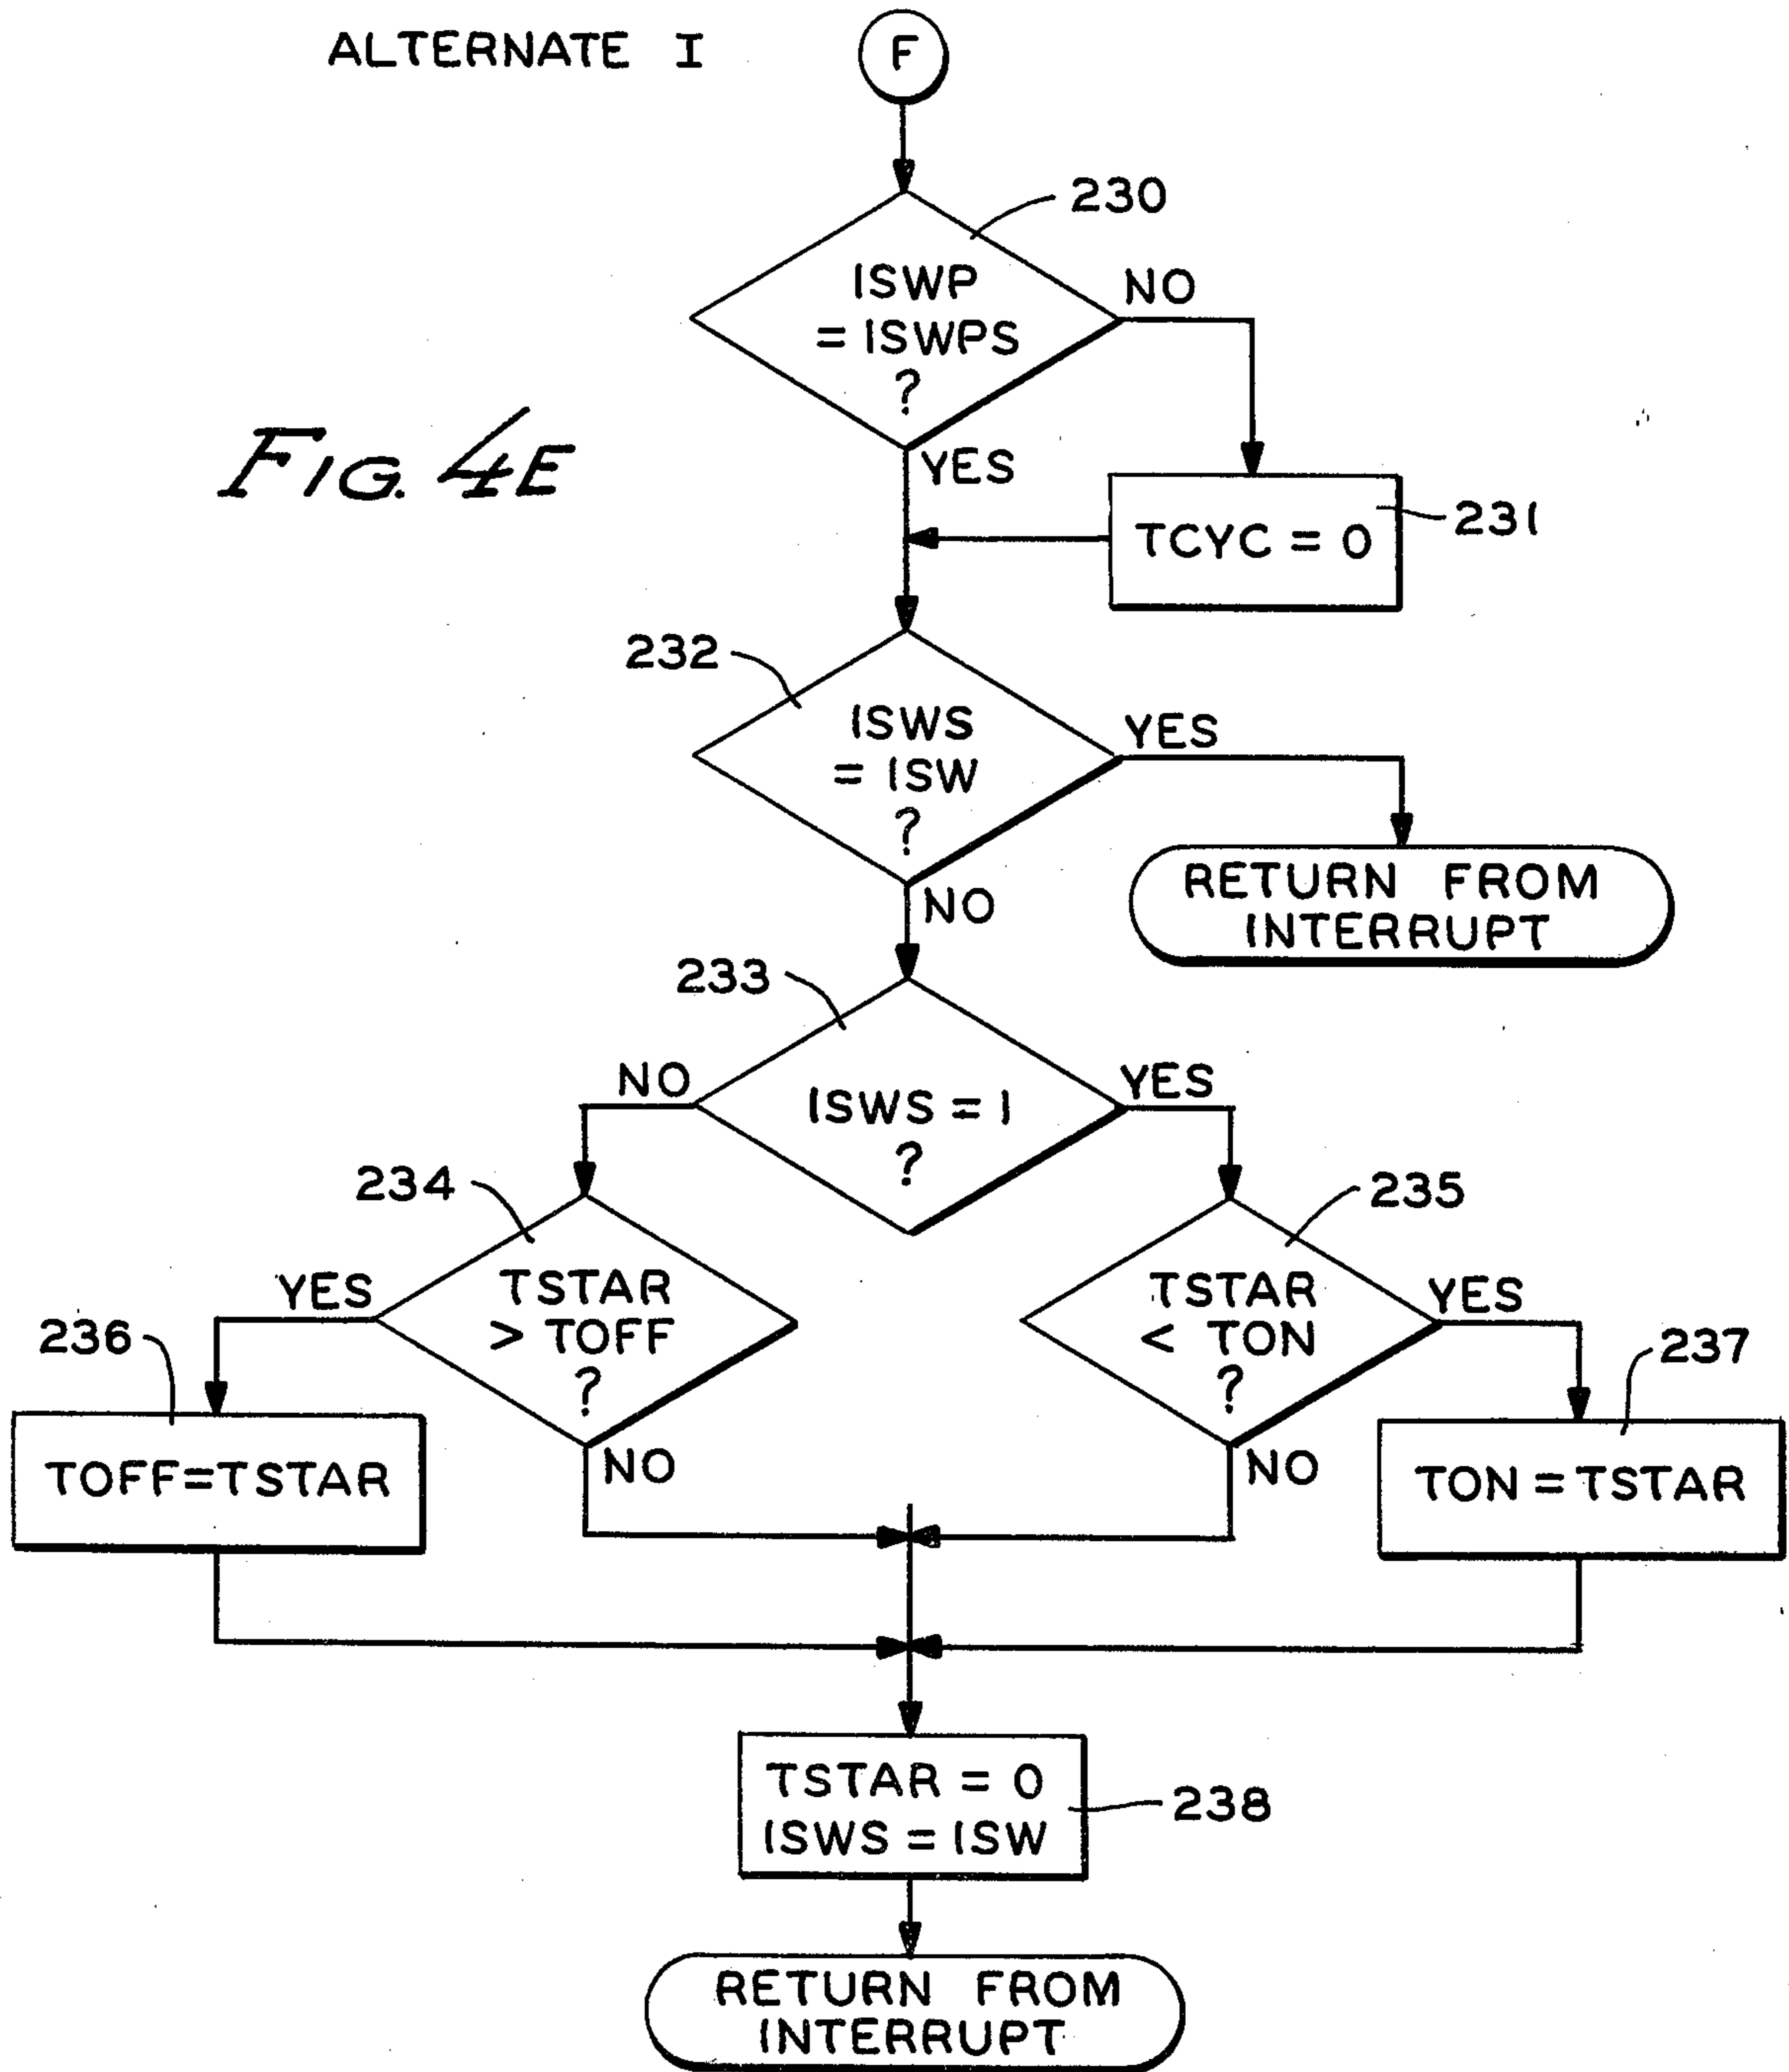 ALTERNATE I
F
230
ISWP
= ISWPS
?
NO
YES
FIG. 4E
TCYC = 0
231
232
ISWS
= ISW
?
YES
RETURN FROM
INTERRUPT
NO
233
ISWS = 1
?
NO
YES
234
TSTAR
> TOFF
?
YES
NO
235
TSTAR
< TON
?
YES
NO
236
TOFF=TSTAR
237
TON = TSTAR
TSTAR = 0
ISWS = ISW
238
RETURN FROM
INTERRUPT